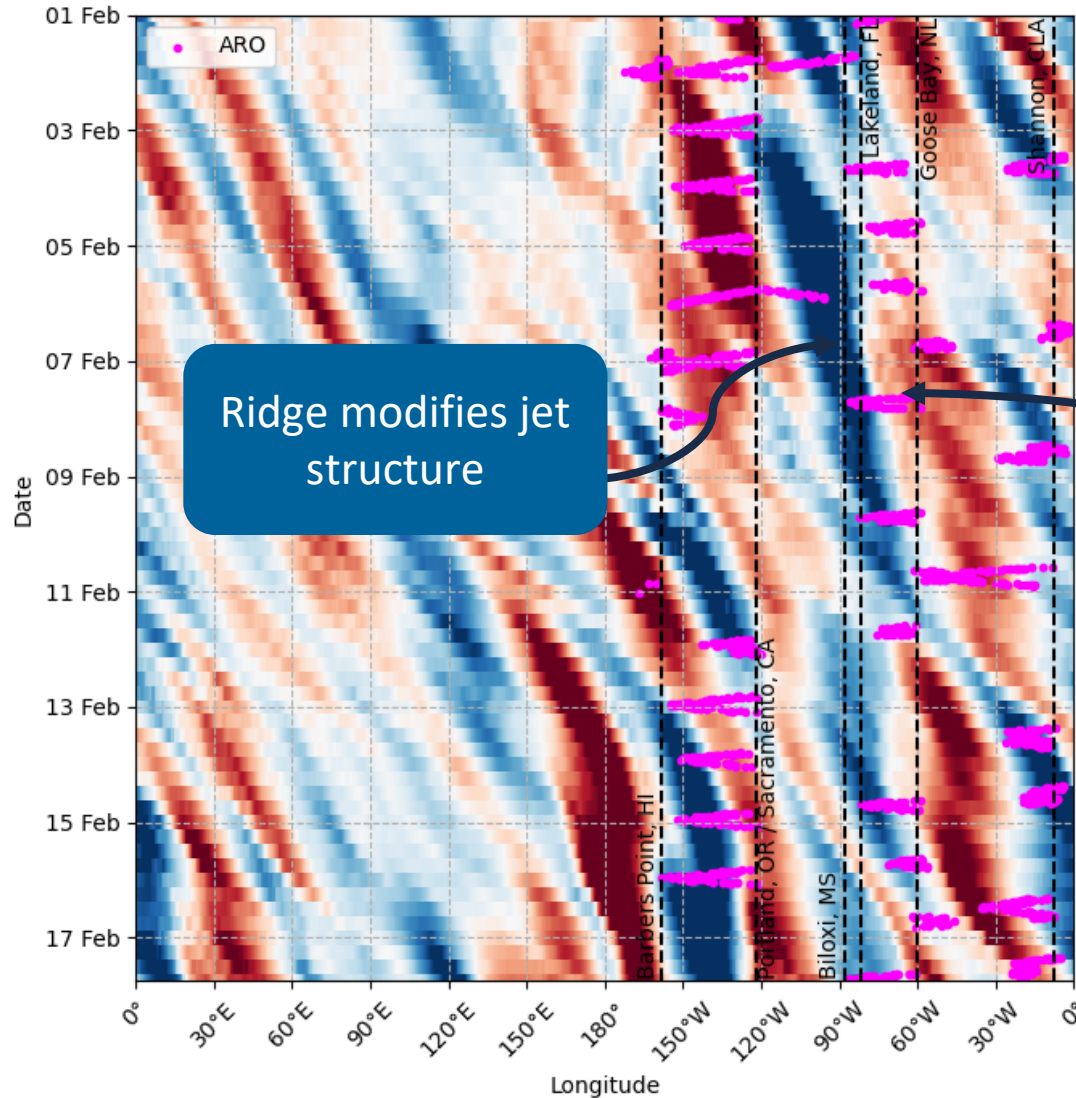 ARO
Lakeland, FL
Goose Bay, NL
Shannon, CLA
Ridge modifies jet
structure
Barbers Point, HI
Portland, OR / Sacramento, CA
Biloxi, MS
Date
01 Feb
03 Feb
05 Feb
07 Feb
09 Feb
11 Feb
13 Feb
15 Feb
17 Feb
0°
30°E
60°E
90°E
120°E
150°E
180°
150°W
120°W
90°W
60°W
30°W
0°
Longitude